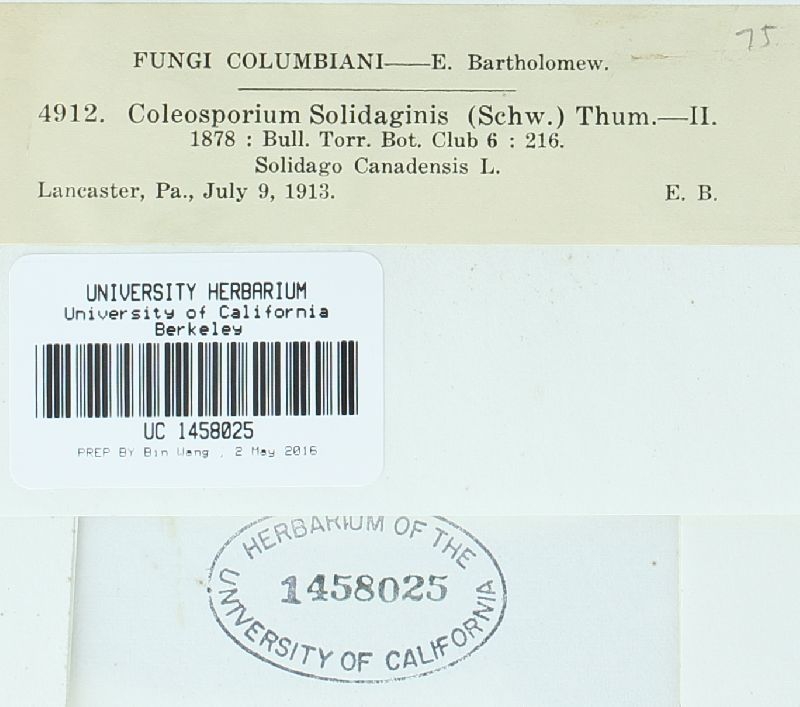 75
FUNGI COLUMBIANI——E. Bartholomew.
4912. Coleosporium Solidaginis (Schw.) Thum.—II.
1878 : Bull. Torr. Bot. Club 6 : 216.
Solidago Canadensis L.
Lancaster, Pa., July 9, 1913. E. B.
UNIVERSITY HERBARIUM
University of California
Berkeley
UC 1458025
PREP BY Bin Wang , 2 May 2016
HERBARIUM OF THE
1458025
UNIVERSITY OF CALIFORNIA